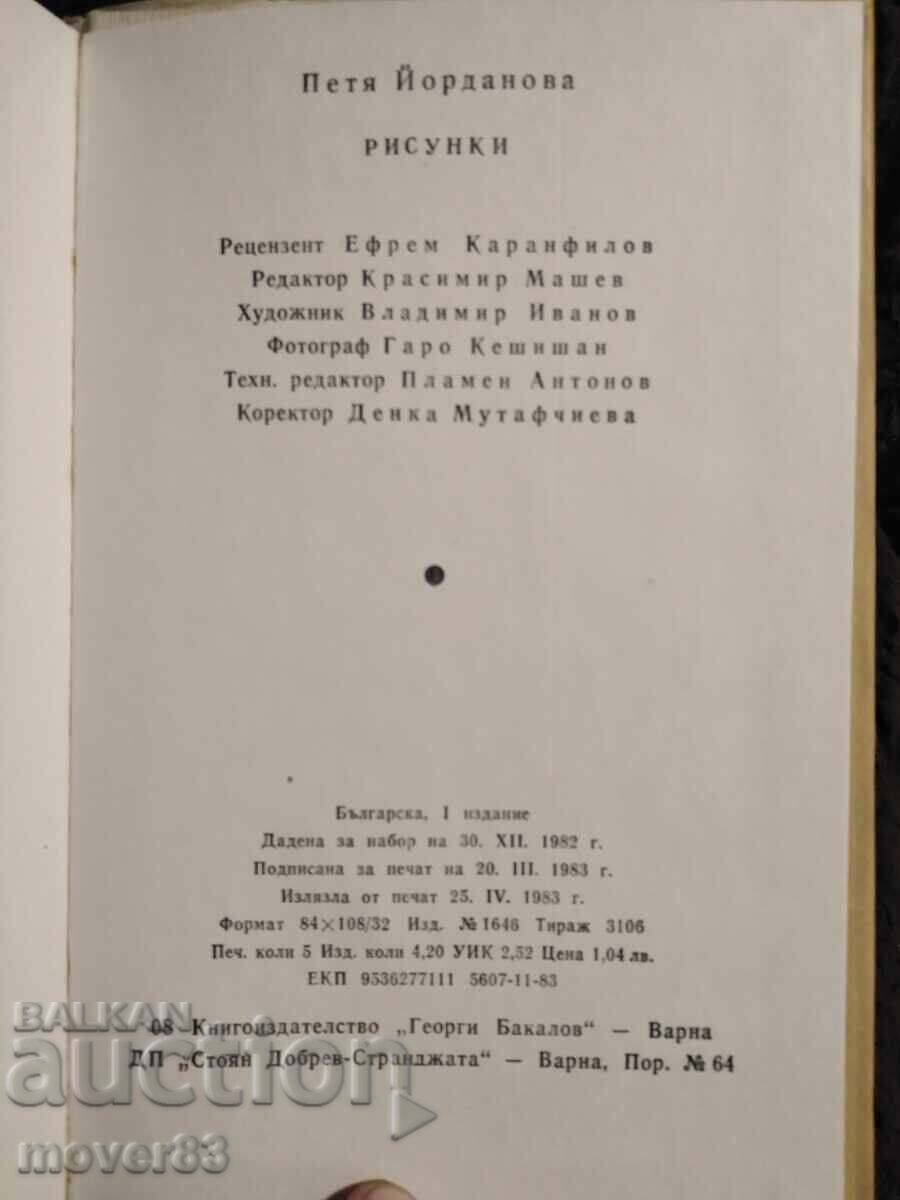 Петя Йорданова
РИСУНКИ
Рецензент Ефрем Каранфилов
Редактор Красимир Машев
Художник Владимир Иванов
Фотограф Гаро Кешишан
Техн. редактор Пламен Антонов
Коректор Денка Мутафчиева
Българска, I издание
Дадена за набор на 30. XII. 1982 г.
Подписана за печат на 20. III. 1983 г.
Излязла от печат 25. IV. 1983 г.
Формат 84×108/32 Изд. №1646 Тираж 3106
Печ. коли 5 Изд. коли 4,20 УИК 2,52 Цена 1,04 лв.
ЕКП 9536277111 5607-11-83
08 Книгоиздателство „Георги Бакалов“ — Варна
ДП „Стоян Добрев-Странджата“ — Варна, Пор. №64
BALKAN
auction
mover83